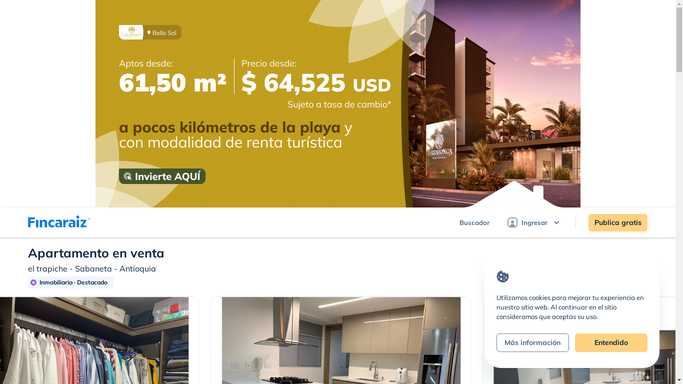 Bello Sol
Aptos desde:
61,50 m²
Precio desde:
$ 64,525 USD
Sujeto a tasa de cambio*
a pocos kilómetros de la playa y
con modalidad de renta turística
Invierte AQUÍ
Fincaraiz
Buscador
Ingresar
Publica gratis
Apartamento en venta
el trapiche - Sabaneta - Antioquia
Inmobiliaria · Destacado
Utilizamos cookies para mejorar tu experiencia en
nuestro sitio web. Al continuar en el sitio
consideramos que aceptas su uso.
Más información
Entendido